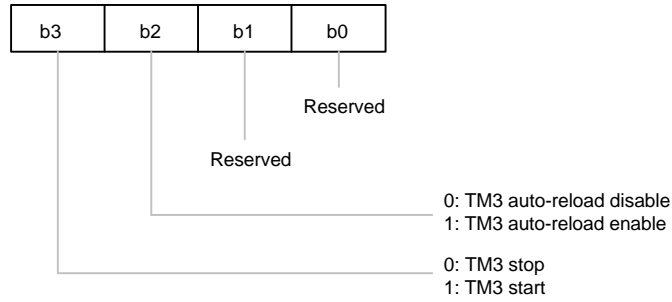 b3 b2 b1 b0
Reserved
Reserved
0: TM3 auto-reload disable
1: TM3 auto-reload enable
0: TM3 stop
1: TM3 start